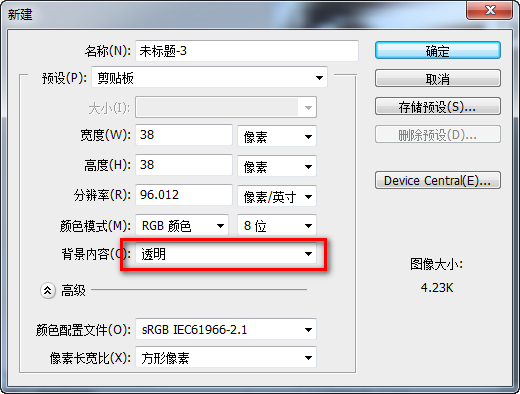 新建
名称(N): 未标题-3
确定
预设(P): 剪贴板
取消
大小(I):
存储预设(S)...
宽度(W): 38 像素
删除预设(D)...
高度(H): 38 像素
分辨率(R): 96.012 像素/英寸
Device Central(E)...
颜色模式(M): RGB 颜色 8 位
背景内容(C): 透明
图像大小:
4.23K
高级
颜色配置文件(O): sRGB IEC61966-2.1
像素长宽比(X): 方形像素